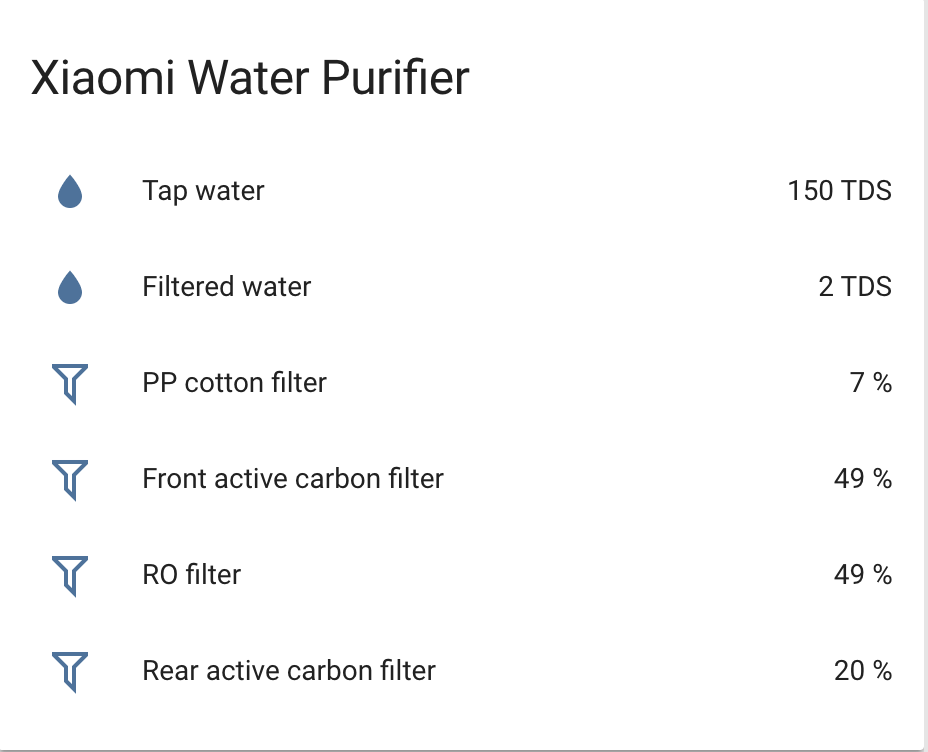 Xiaomi Water Purifier
Tap water 150 TDS
Filtered water 2 TDS
PP cotton filter 7 %
Front active carbon filter 49 %
RO filter 49 %
Rear active carbon filter 20 %